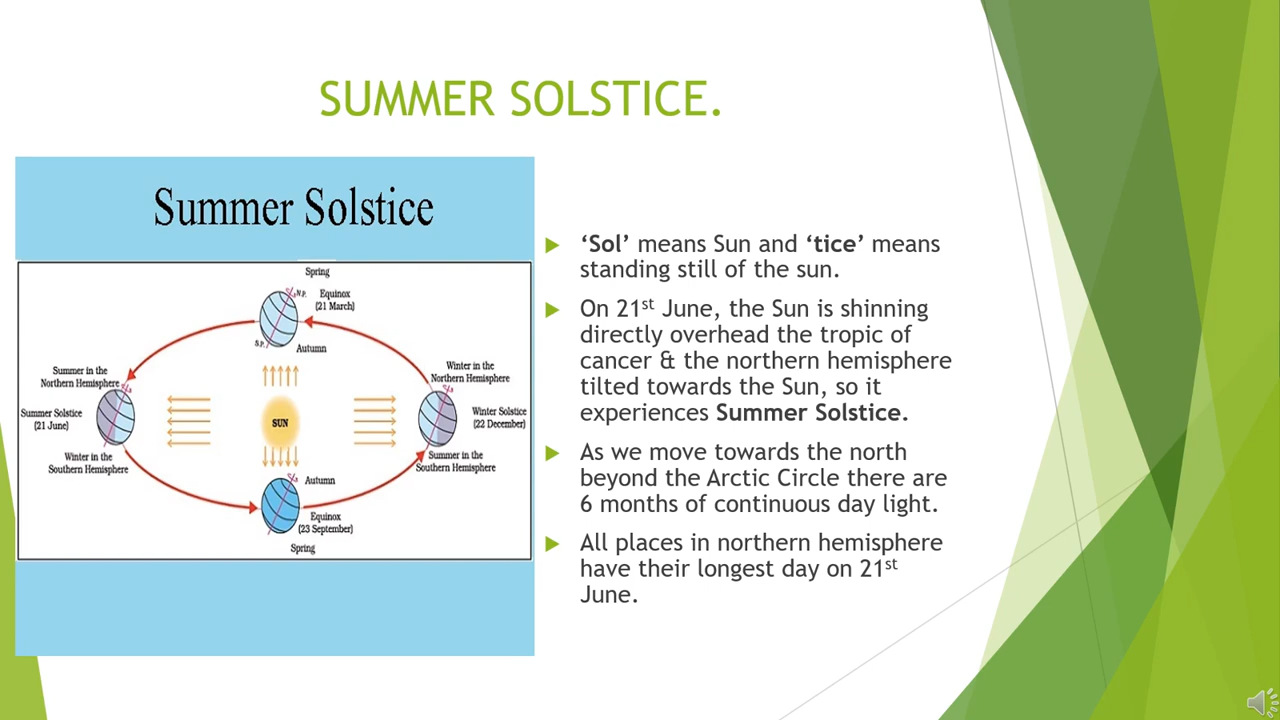 SUMMER SOLSTICE.
Summer Solstice
Spring
N.P.
Equinox
(21 March)
S.P.
Autumn
Summer in the
Northern Hemisphere
Winter in the
Northern Hemisphere
Summer Solstice
(21 June)
SUN
Winter Solstice
(22 December)
Winter in the
Southern Hemisphere
Summer in the
Southern Hemisphere
Autumn
Equinox
(23 September)
Spring
‘Sol’ means Sun and ‘tice’ means
standing still of the sun.
On 21st June, the Sun is shinning
directly overhead the tropic of
cancer & the northern hemisphere
tilted towards the Sun, so it
experiences Summer Solstice.
As we move towards the north
beyond the Arctic Circle there are
6 months of continuous day light.
All places in northern hemisphere
have their longest day on 21st
June.